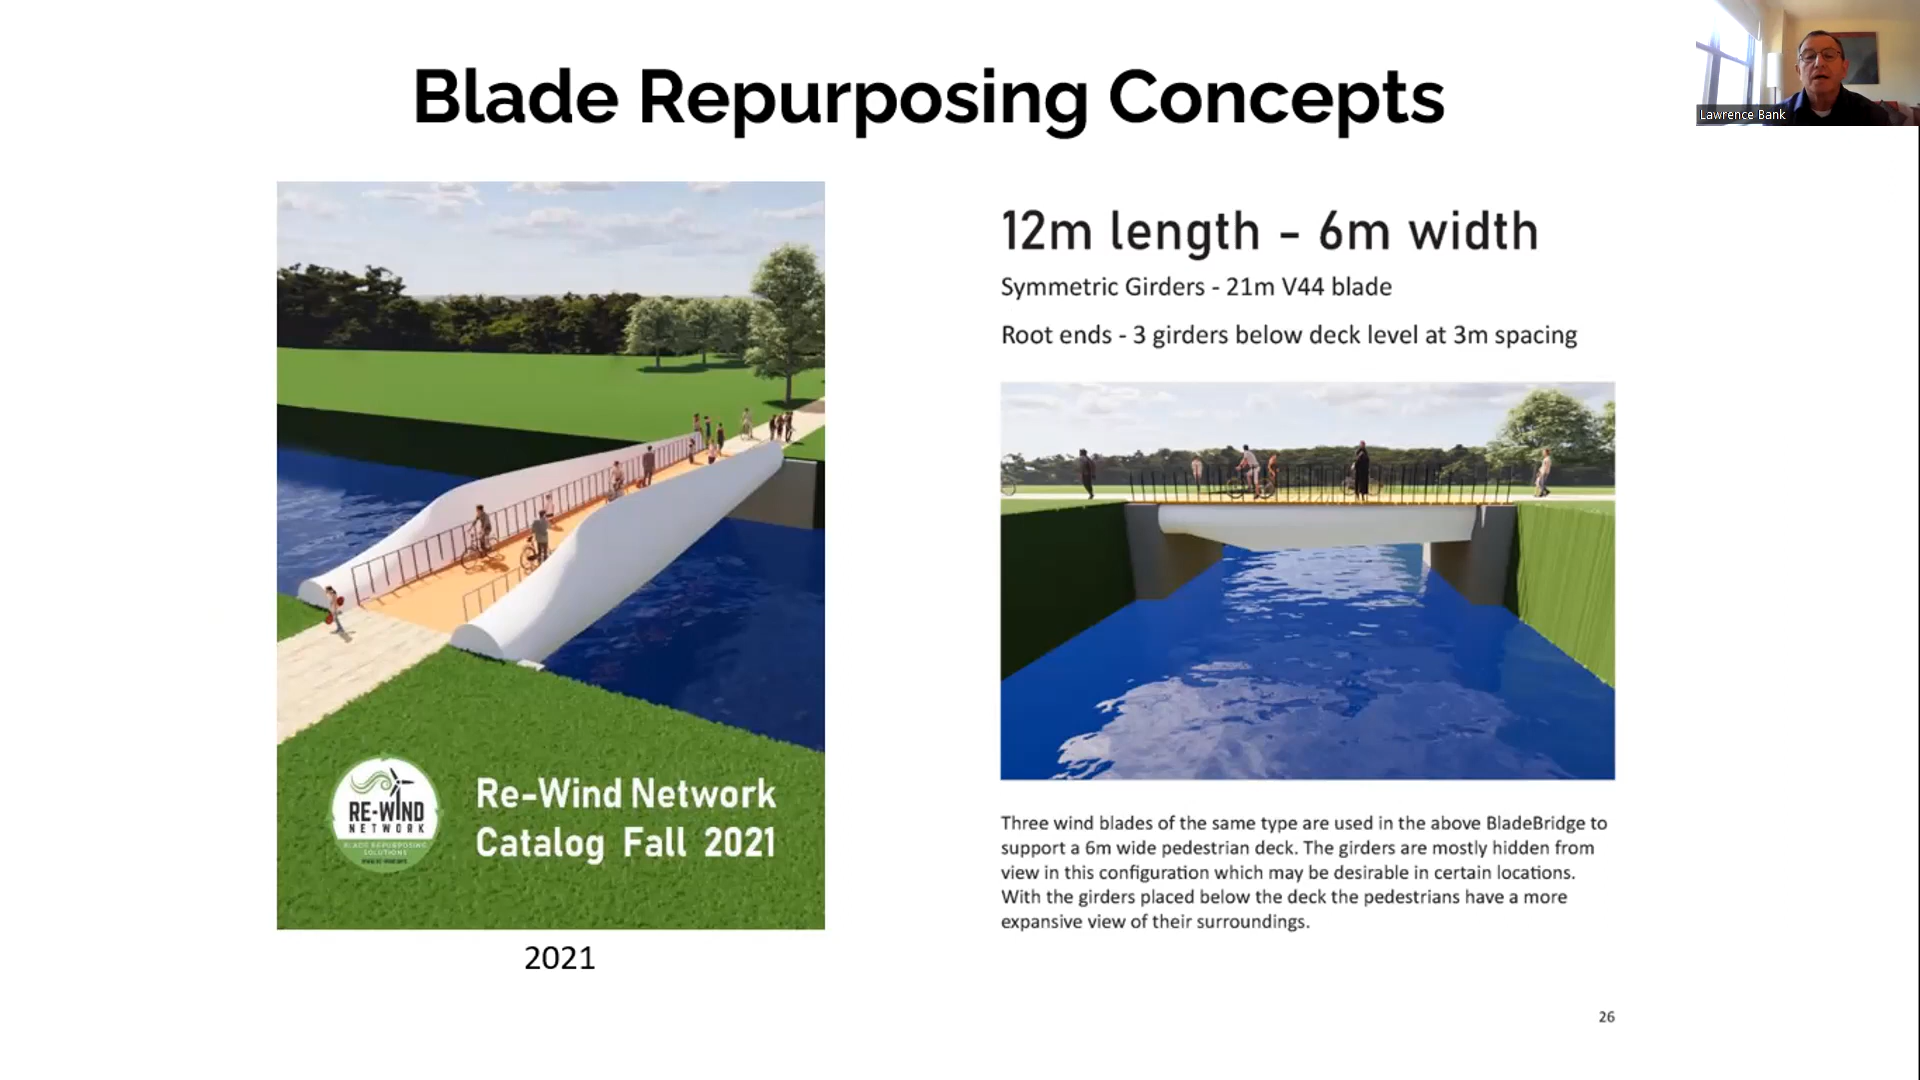 Blade Repurposing Concepts
Lawrence Bank
12m length - 6m width
Symmetric Girders - 21m V44 blade
Root ends - 3 girders below deck level at 3m spacing
RE-WIND
NETWORK
BLADE REPURPOSING
SOLUTIONS
Re-Wind Network
Catalog Fall 2021
2021
Three wind blades of the same type are used in the above BladeBridge to
support a 6m wide pedestrian deck. The girders are mostly hidden from
view in this configuration which may be desirable in certain locations.
With the girders placed below the deck the pedestrians have a more
expansive view of their surroundings.
26